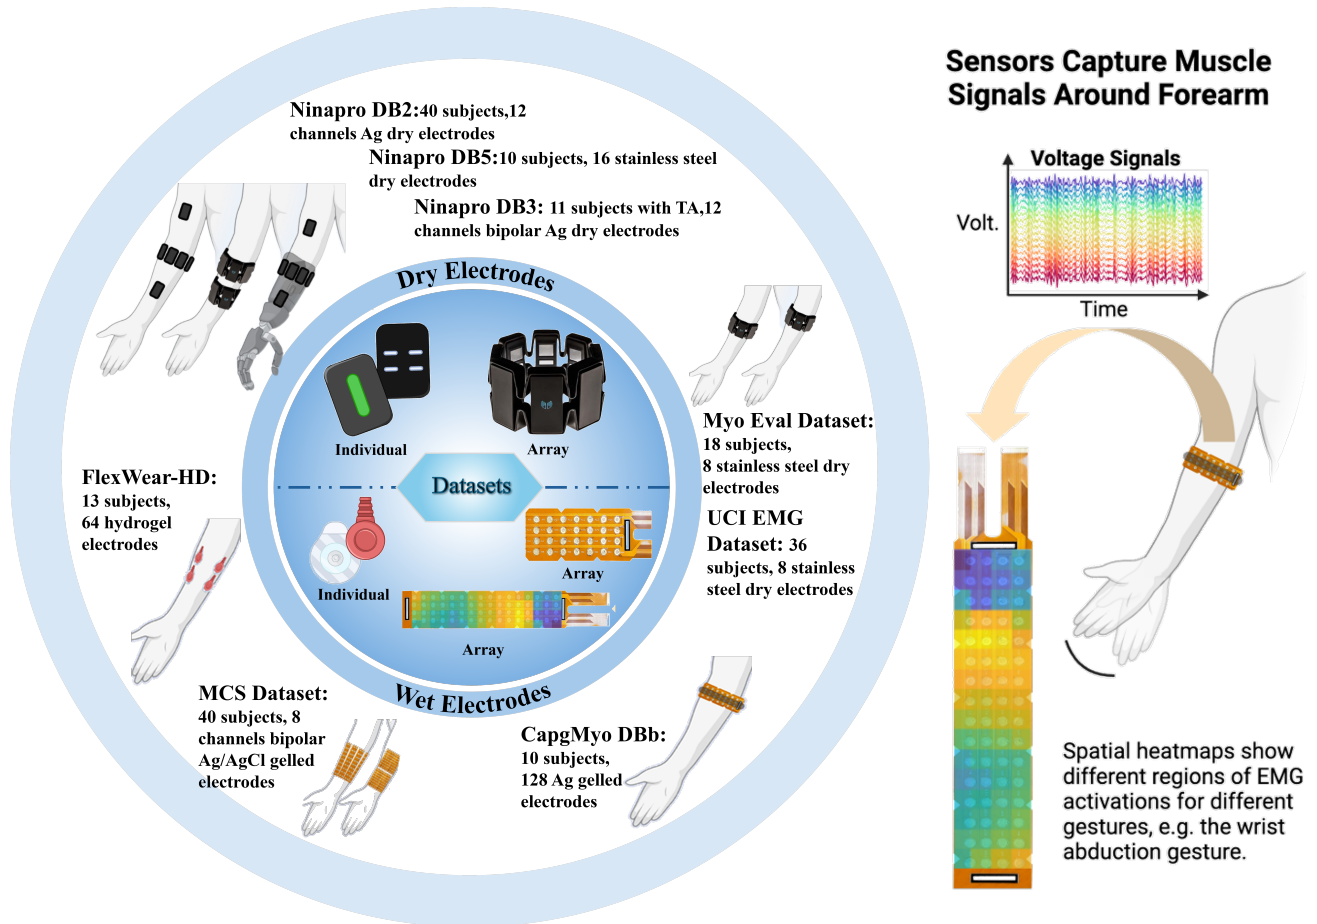 Ninapro DB2:40 subjects,12
channels Ag dry electrodes
Ninapro DB5:10 subjects, 16 stainless steel
dry electrodes
Ninapro DB3: 11 subjects with TA,12
channels bipolar Ag dry electrodes
Dry Electrodes
Individual
Array
Datasets
Individual
Array
Array
Wet Electrodes
Myo Eval Dataset:
18 subjects,
8 stainless steel dry
electrodes
UCI EMG
Dataset: 36
subjects, 8 stainless
steel dry electrodes
FlexWear-HD:
13 subjects,
64 hydrogel
electrodes
MCS Dataset:
40 subjects, 8
channels bipolar
Ag/AgCl gelled
electrodes
CapgMyo DBb:
10 subjects,
128 Ag gelled
electrodes
Sensors Capture Muscle
Signals Around Forearm
Voltage Signals
Volt.
Time
Spatial heatmaps show
different regions of EMG
activations for different
gestures, e.g. the wrist
abduction gesture.